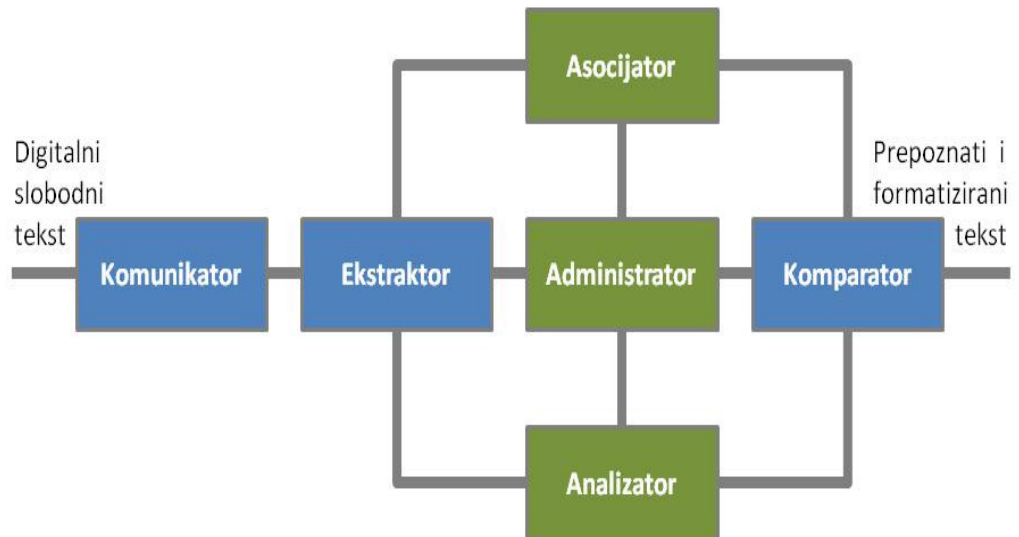 Asocijator
Digitalni
slobodni
tekst
Prepoznati i
formatizirani
tekst
Komunikator
Ekstraktor
Administrator
Komparator
Analizator